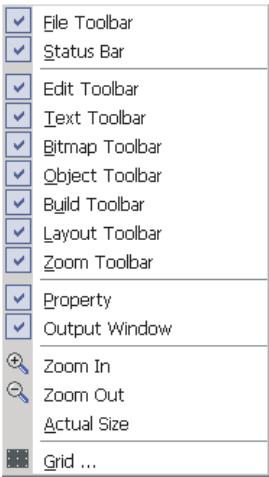 File Toolbar
Status Bar
Edit Toolbar
Text Toolbar
Bitmap Toolbar
Object Toolbar
Build Toolbar
Layout Toolbar
Zoom Toolbar
Property
Output Window
Zoom In
Zoom Out
Actual Size
Grid ...